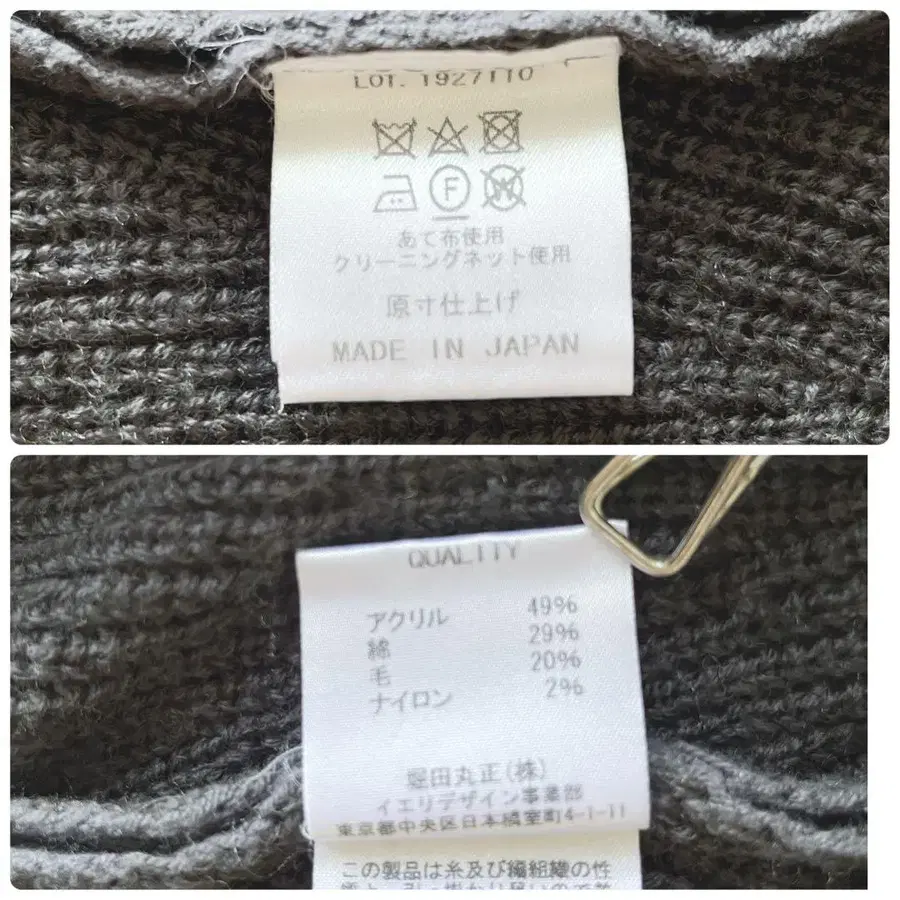 LOT. 1927110
F
W
あて布使用
クリーニングネット使用
原寸仕上げ
MADE IN JAPAN
QUALITY
アクリル 49%
綿 29%
毛 20%
ナイロン 2%
堀田丸正(株)
イエリデザイン事業部
東京都中央区日本橋室町4-1-11
この製品は糸及び編組織の性